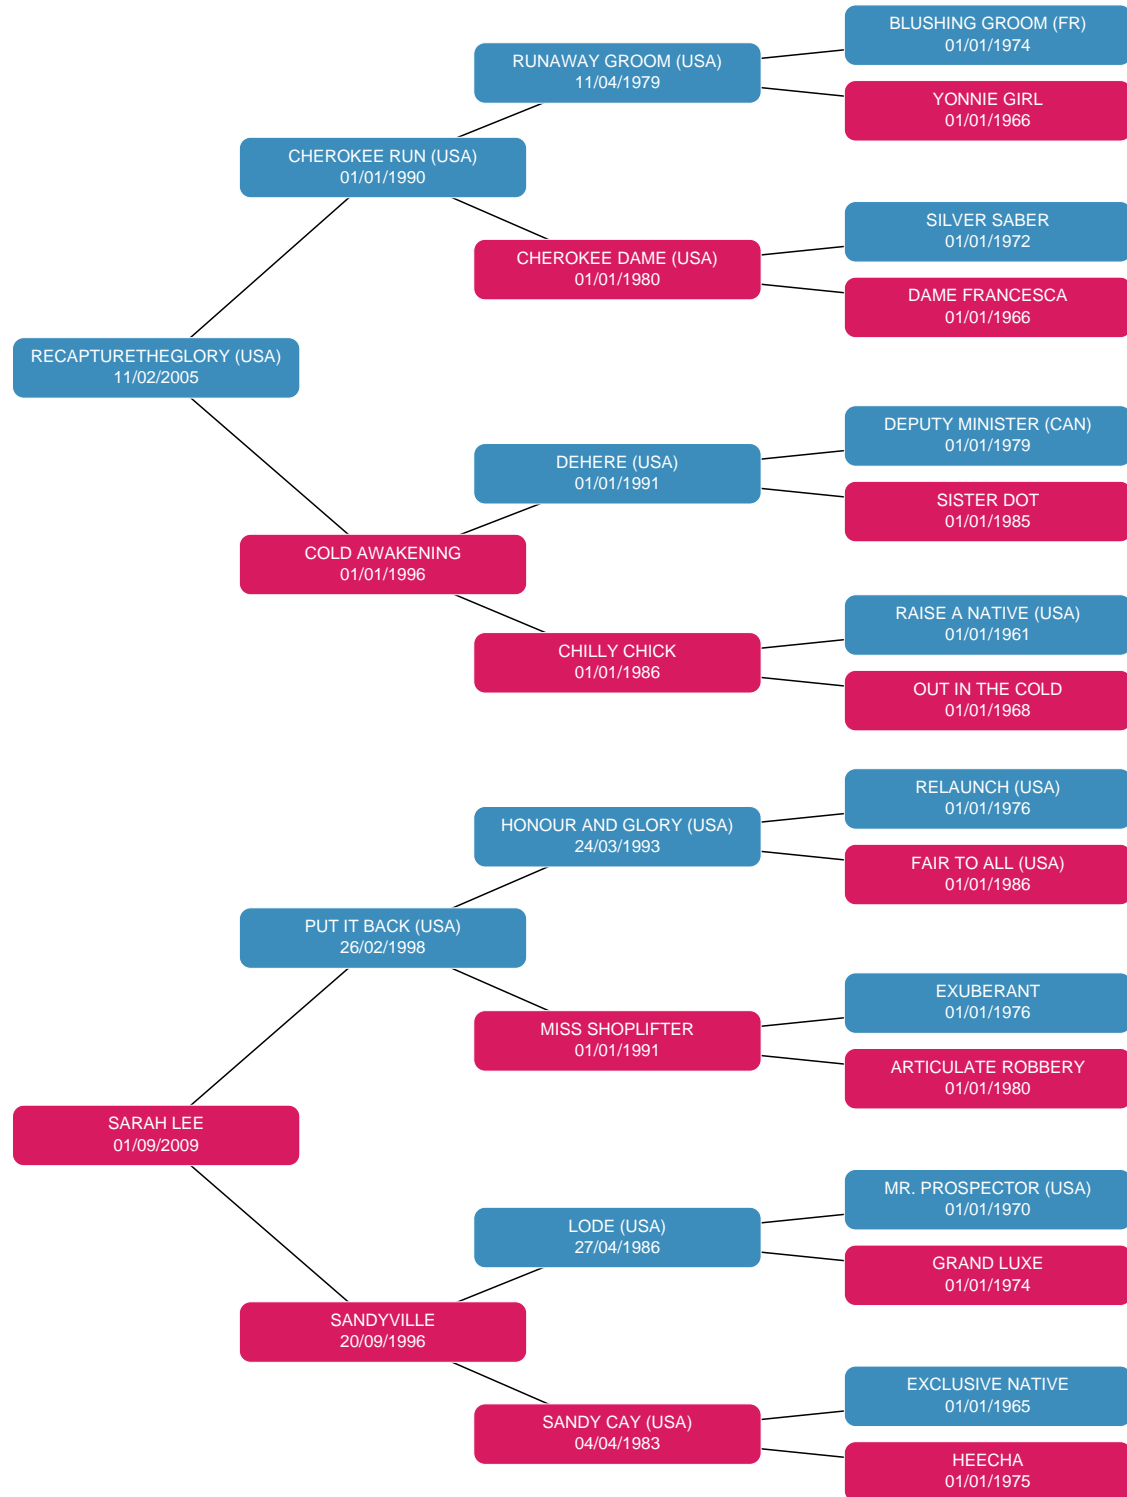 BLUSHING GROOM (FR)
01/01/1974
RUNAWAY GROOM (USA)
11/04/1979
YONNIE GIRL
01/01/1966
CHEROKEE RUN (USA)
01/01/1990
SILVER SABER
01/01/1972
CHEROKEE DAME (USA)
01/01/1980
DAME FRANCESCA
01/01/1966
RECAPTURETHEGLORY (USA)
11/02/2005
DEPUTY MINISTER (CAN)
01/01/1979
DEHERE (USA)
01/01/1991
SISTER DOT
01/01/1985
COLD AWAKENING
01/01/1996
RAISE A NATIVE (USA)
01/01/1961
CHILLY CHICK
01/01/1986
OUT IN THE COLD
01/01/1968
RELAUNCH (USA)
01/01/1976
HONOUR AND GLORY (USA)
24/03/1993
FAIR TO ALL (USA)
01/01/1986
PUT IT BACK (USA)
26/02/1998
EXUBERANT
01/01/1976
MISS SHOPLIFTER
01/01/1991
ARTICULATE ROBBERY
01/01/1980
SARAH LEE
01/09/2009
MR. PROSPECTOR (USA)
01/01/1970
LODE (USA)
27/04/1986
GRAND LUXE
01/01/1974
SANDYVILLE
20/09/1996
EXCLUSIVE NATIVE
01/01/1965
SANDY CAY (USA)
04/04/1983
HEECHA
01/01/1975